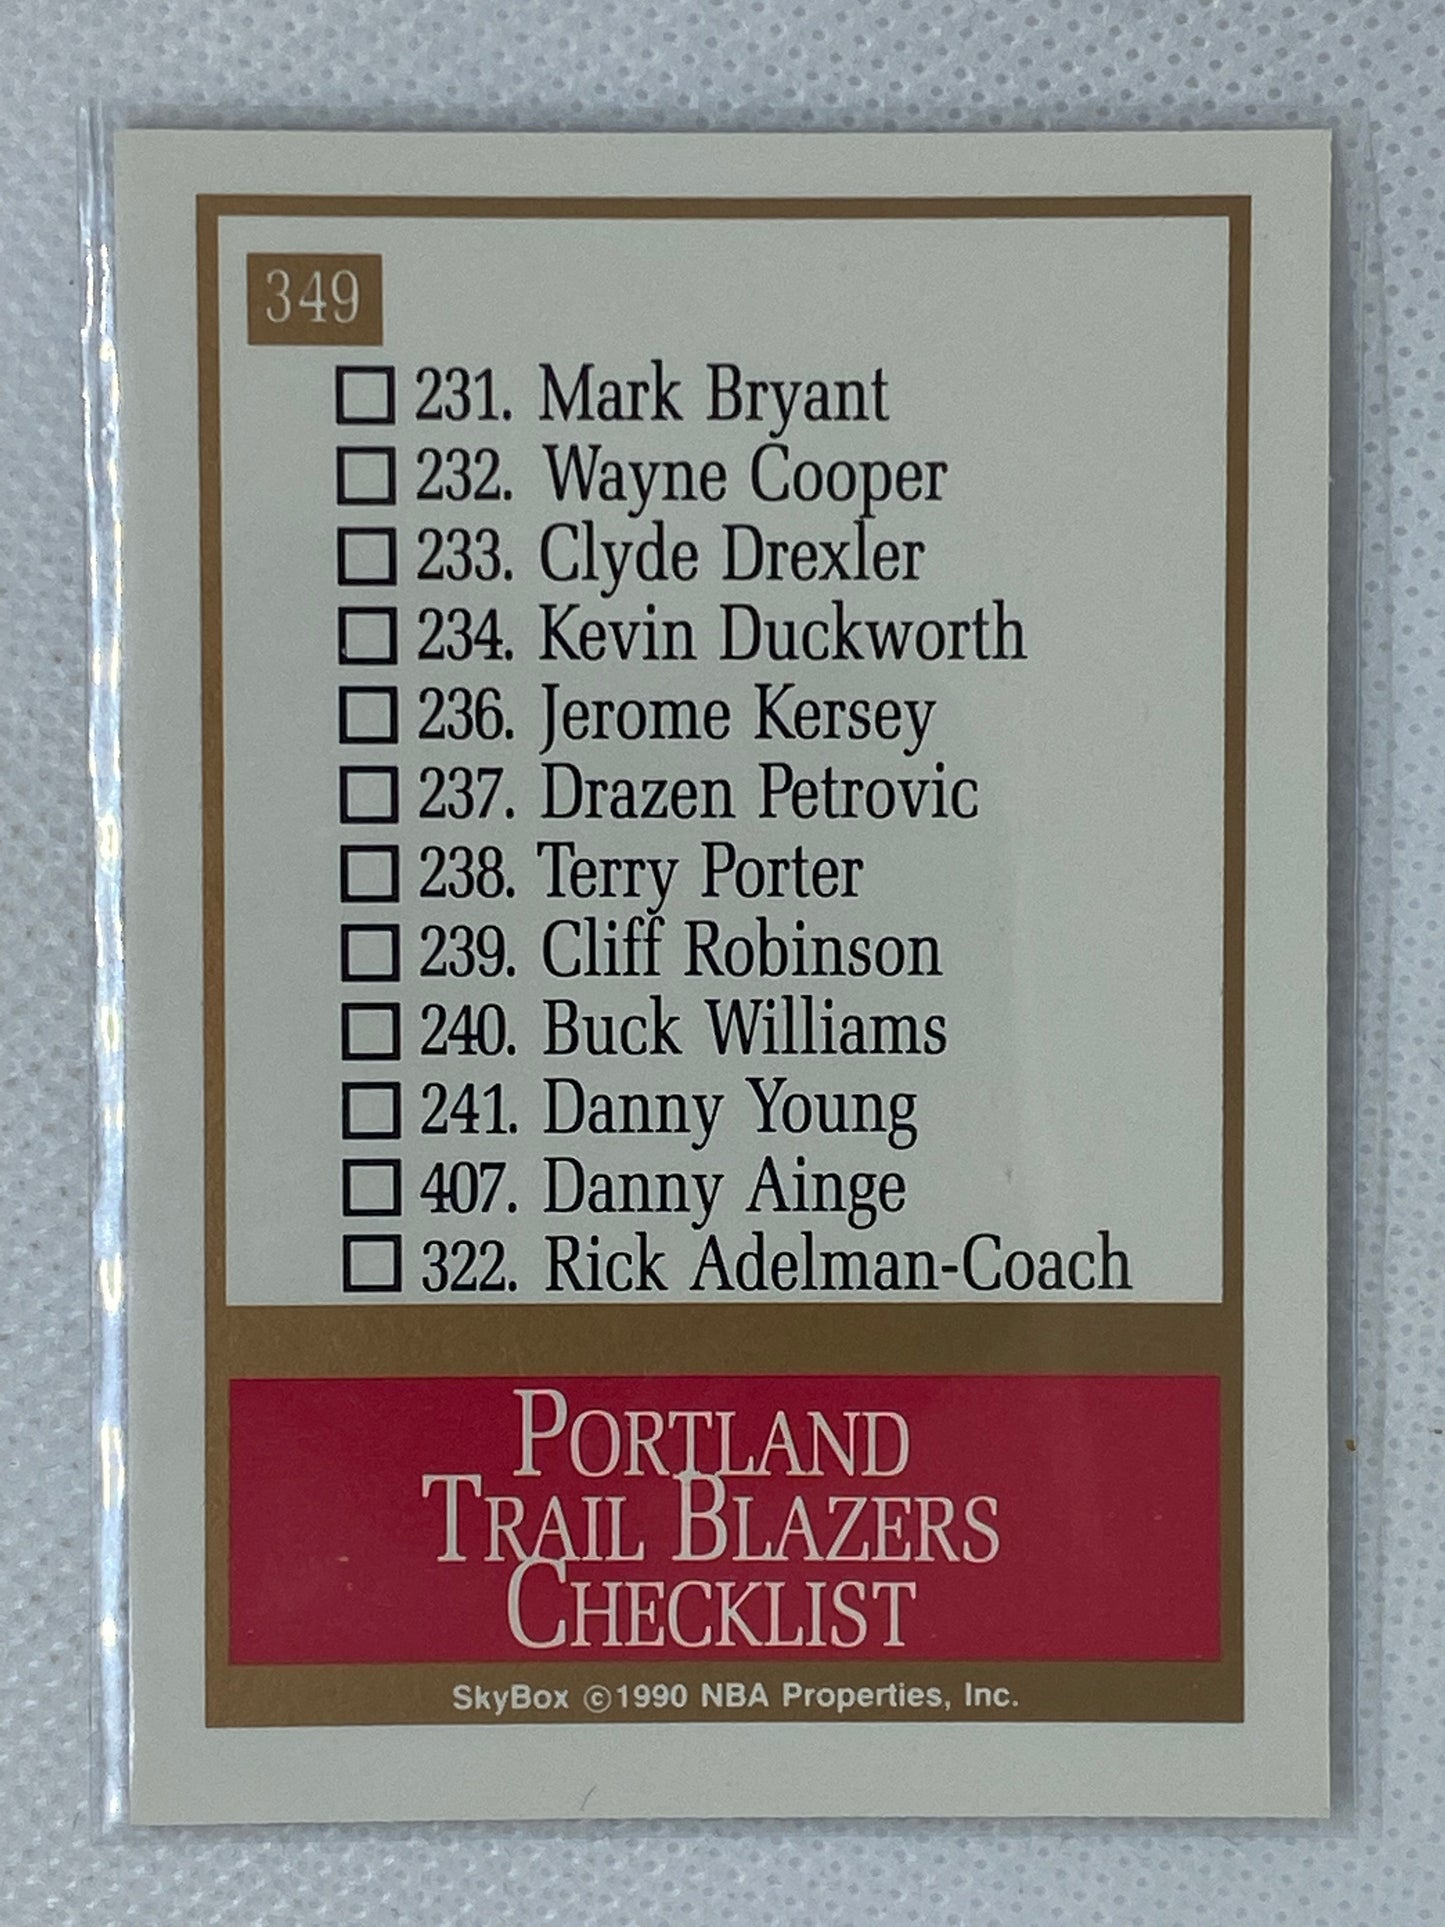 349
231. Mark Bryant
232. Wayne Cooper
233. Clyde Drexler
234. Kevin Duckworth
236. Jerome Kersey
237. Drazen Petrovic
238. Terry Porter
239. Cliff Robinson
240. Buck Williams
241. Danny Young
407. Danny Ainge
322. Rick Adelman-Coach
PORTLAND
TRAIL BLAZERS
CHECKLIST
SkyBox ©1990 NBA Properties, Inc.